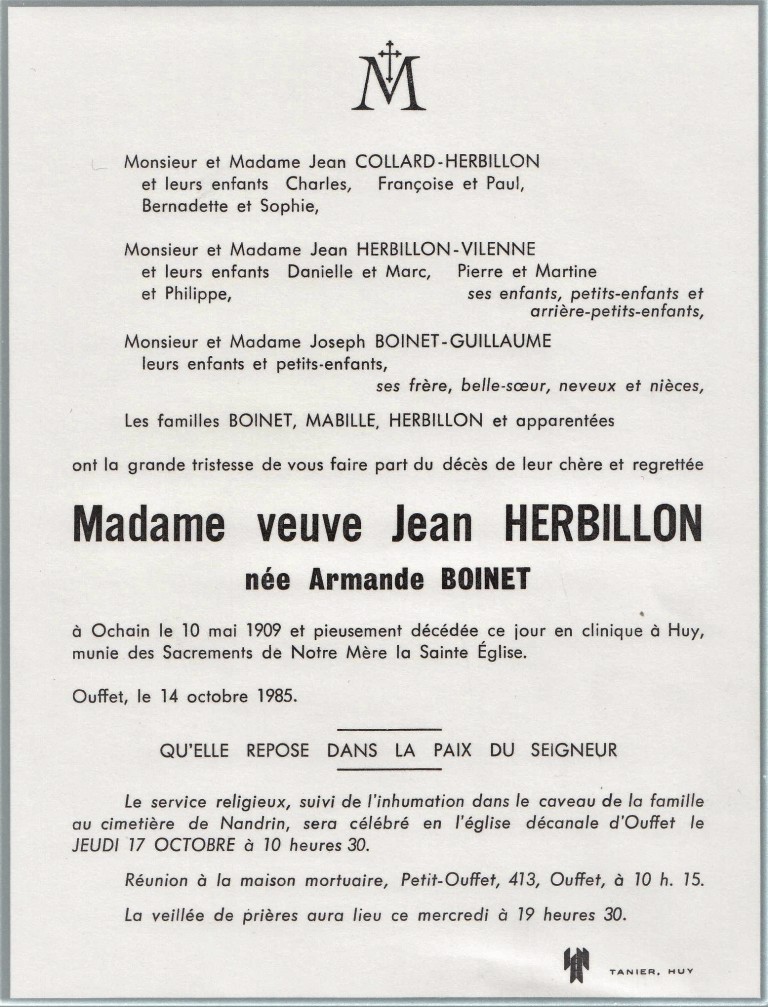 M
Monsieur et Madame Jean COLLARD-HERBILLON
et leurs enfants Charles, Françoise et Paul,
Bernadette et Sophie,
Monsieur et Madame Jean HERBILLON-VILENNE
et leurs enfants Danielle et Marc, Pierre et Martine
et Philippe, ses enfants, petits-enfants et
arrière-petits-enfants,
Monsieur et Madame Joseph BOINET-GUILLAUME
leurs enfants et petits-enfants,
ses frère, belle-sœur, neveux et nièces,
Les familles BOINET, MABILLE, HERBILLON et apparentées
ont la grande tristesse de vous faire part du décès de leur chère et regrettée
Madame veuve Jean HERBILLON
née Armande BOINET
à Ochain le 10 mai 1909 et pieusement décédée ce jour en clinique à Huy,
munie des Sacrements de Notre Mère la Sainte Église.
Ouffet, le 14 octobre 1985.
QU'ELLE REPOSE DANS LA PAIX DU SEIGNEUR
Le service religieux, suivi de l'inhumation dans le caveau de la famille
au cimetière de Nandrin, sera célébré en l'église décanale d'Ouffet le
JEUDI 17 OCTOBRE à 10 heures 30.
Réunion à la maison mortuaire, Petit-Ouffet, 413, Ouffet, à 10 h. 15.
La veillée de prières aura lieu ce mercredi à 19 heures 30.
TANIER, HUY